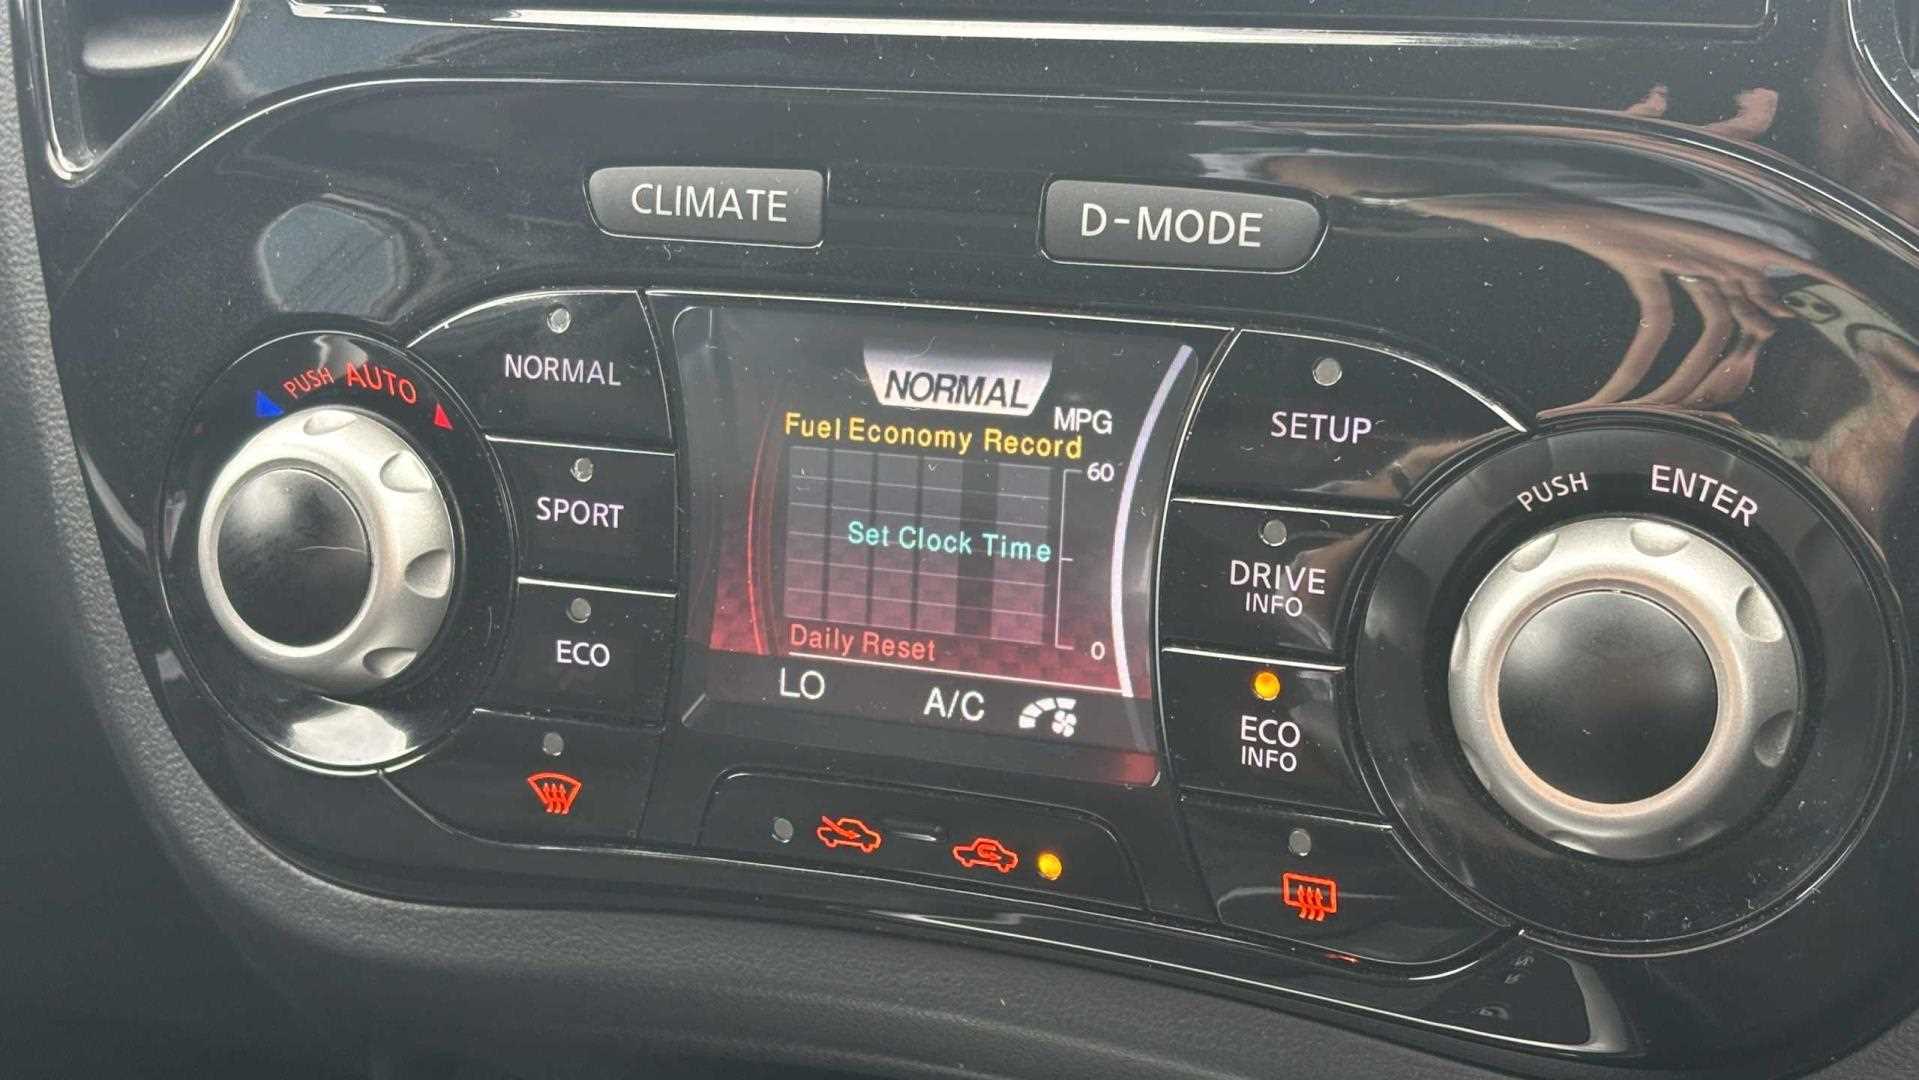 CLIMATE
D-MODE
PUSH AUTO
NORMAL
SPORT
ECO
NORMAL
MPG
Fuel Economy Record
60
Set Clock Time
0
Daily Reset
LO
A/C
SETUP
DRIVE
INFO
ECO
INFO
PUSH ENTER